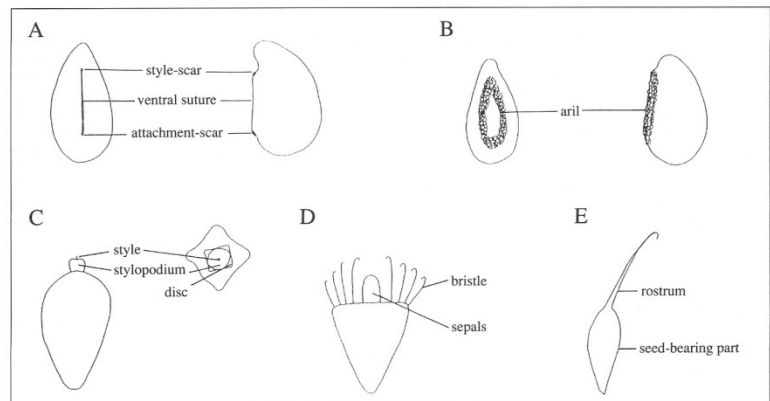 A
style-scar
ventral suture
attachment-scar
B
aril
C
style
stylopodium
disc
D
bristle
sepals
E
rostrum
seed-bearing part